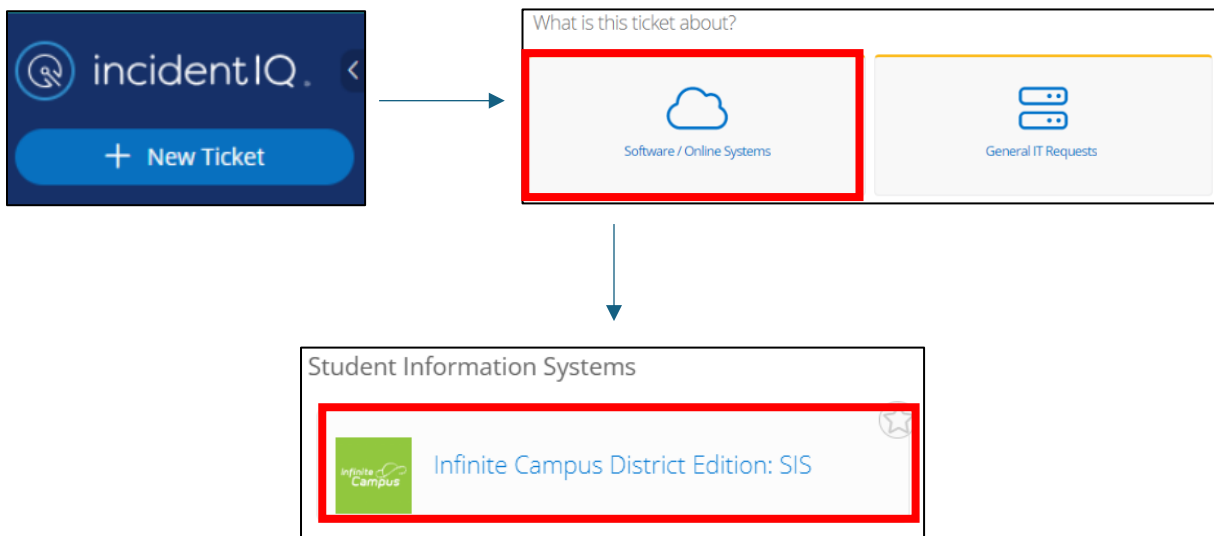 incidentIQ.
+ New Ticket
What is this ticket about?
Software / Online Systems
General IT Requests
Student Information Systems
Infinite
Campus
Infinite Campus District Edition: SIS